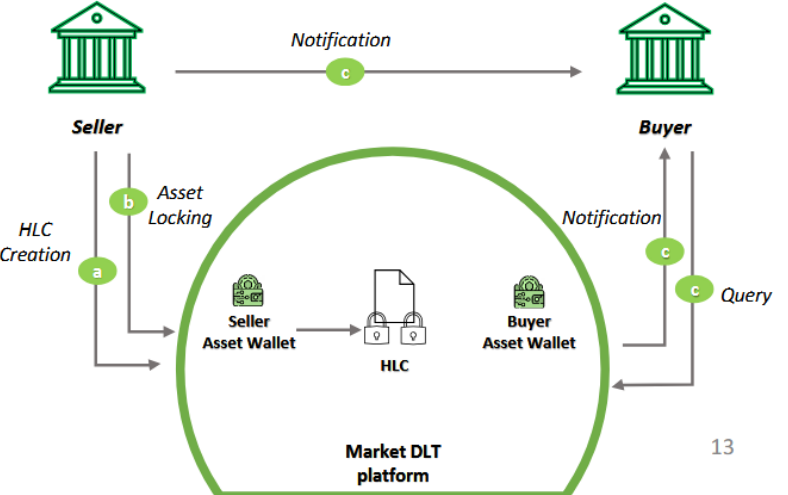 Notification
c
Seller
Buyer
b
Asset
Locking
Notification
HLC
Creation
a
c
c
Query
Seller
Asset Wallet
HLC
Buyer
Asset Wallet
Market DLT
platform
13